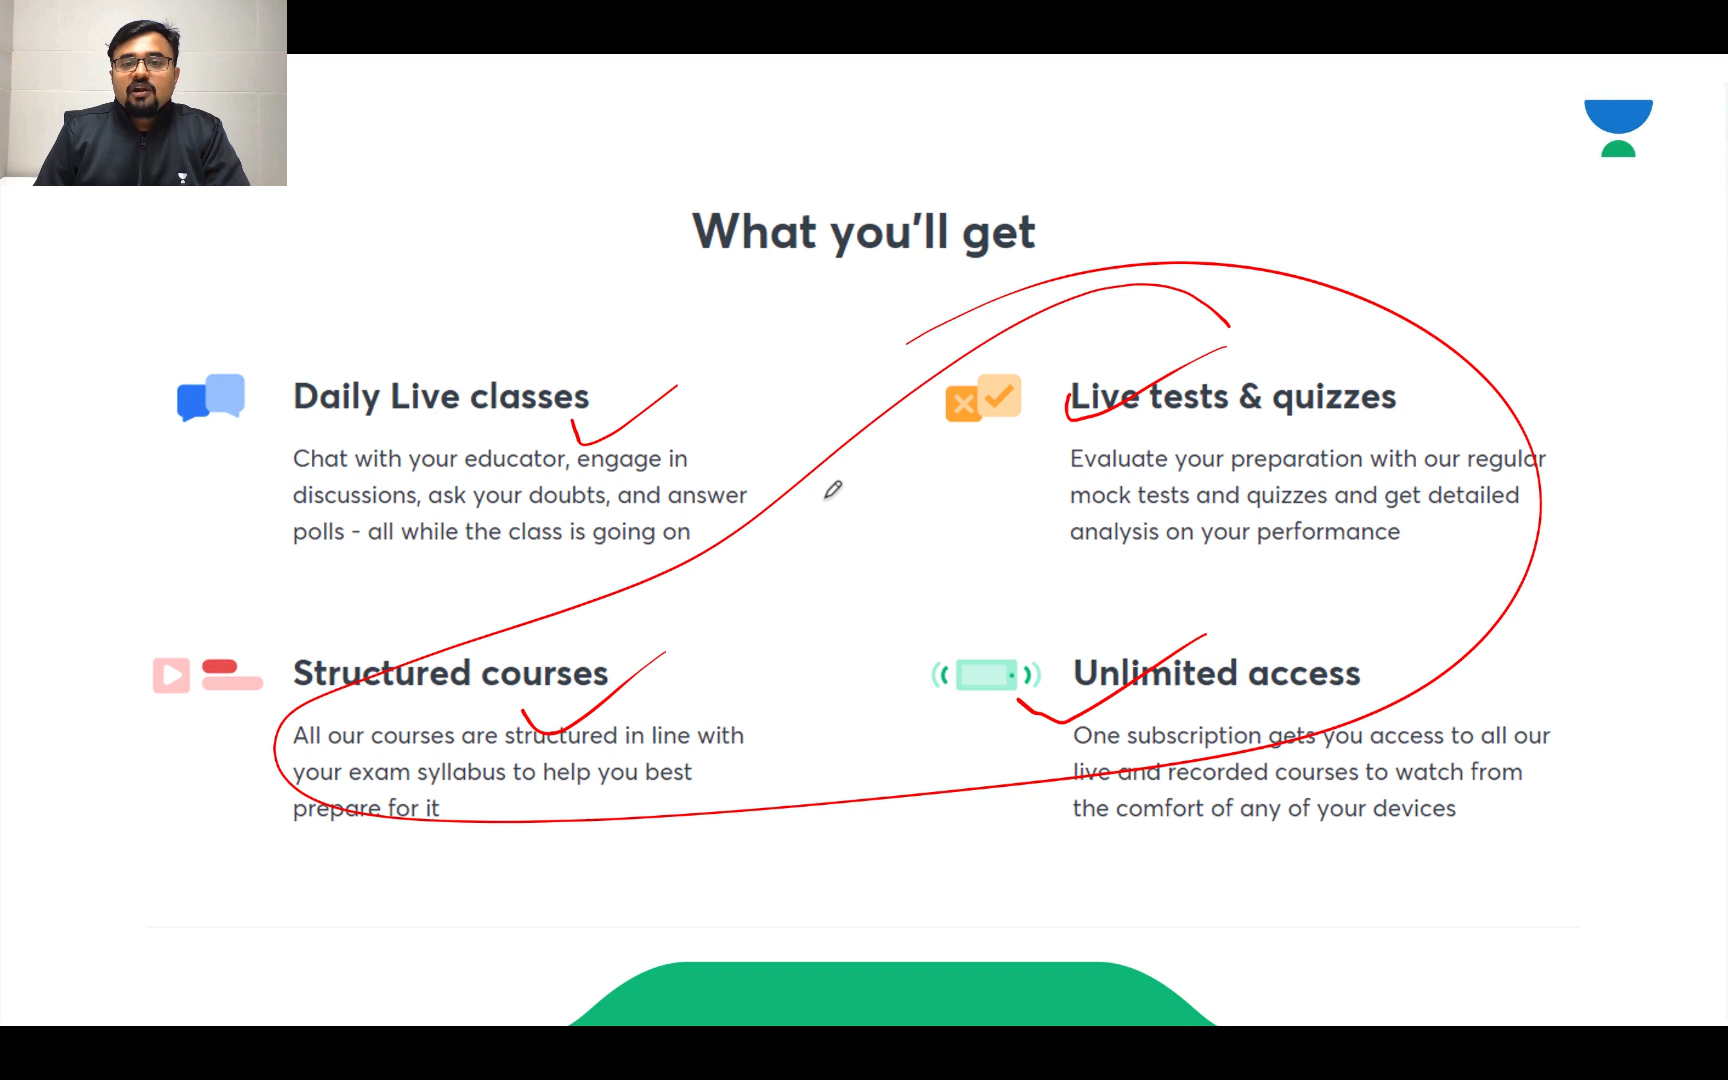 What you'll get
Daily Live classes
Chat with your educator, engage in
discussions, ask your doubts, and answer
polls - all while the class is going on
Live tests & quizzes
Evaluate your preparation with our regular
mock tests and quizzes and get detailed
analysis on your performance
Structured courses
All our courses are structured in line with
your exam syllabus to help you best
prepare for it
Unlimited access
One subscription gets you access to all our
live and recorded courses to watch from
the comfort of any of your devices